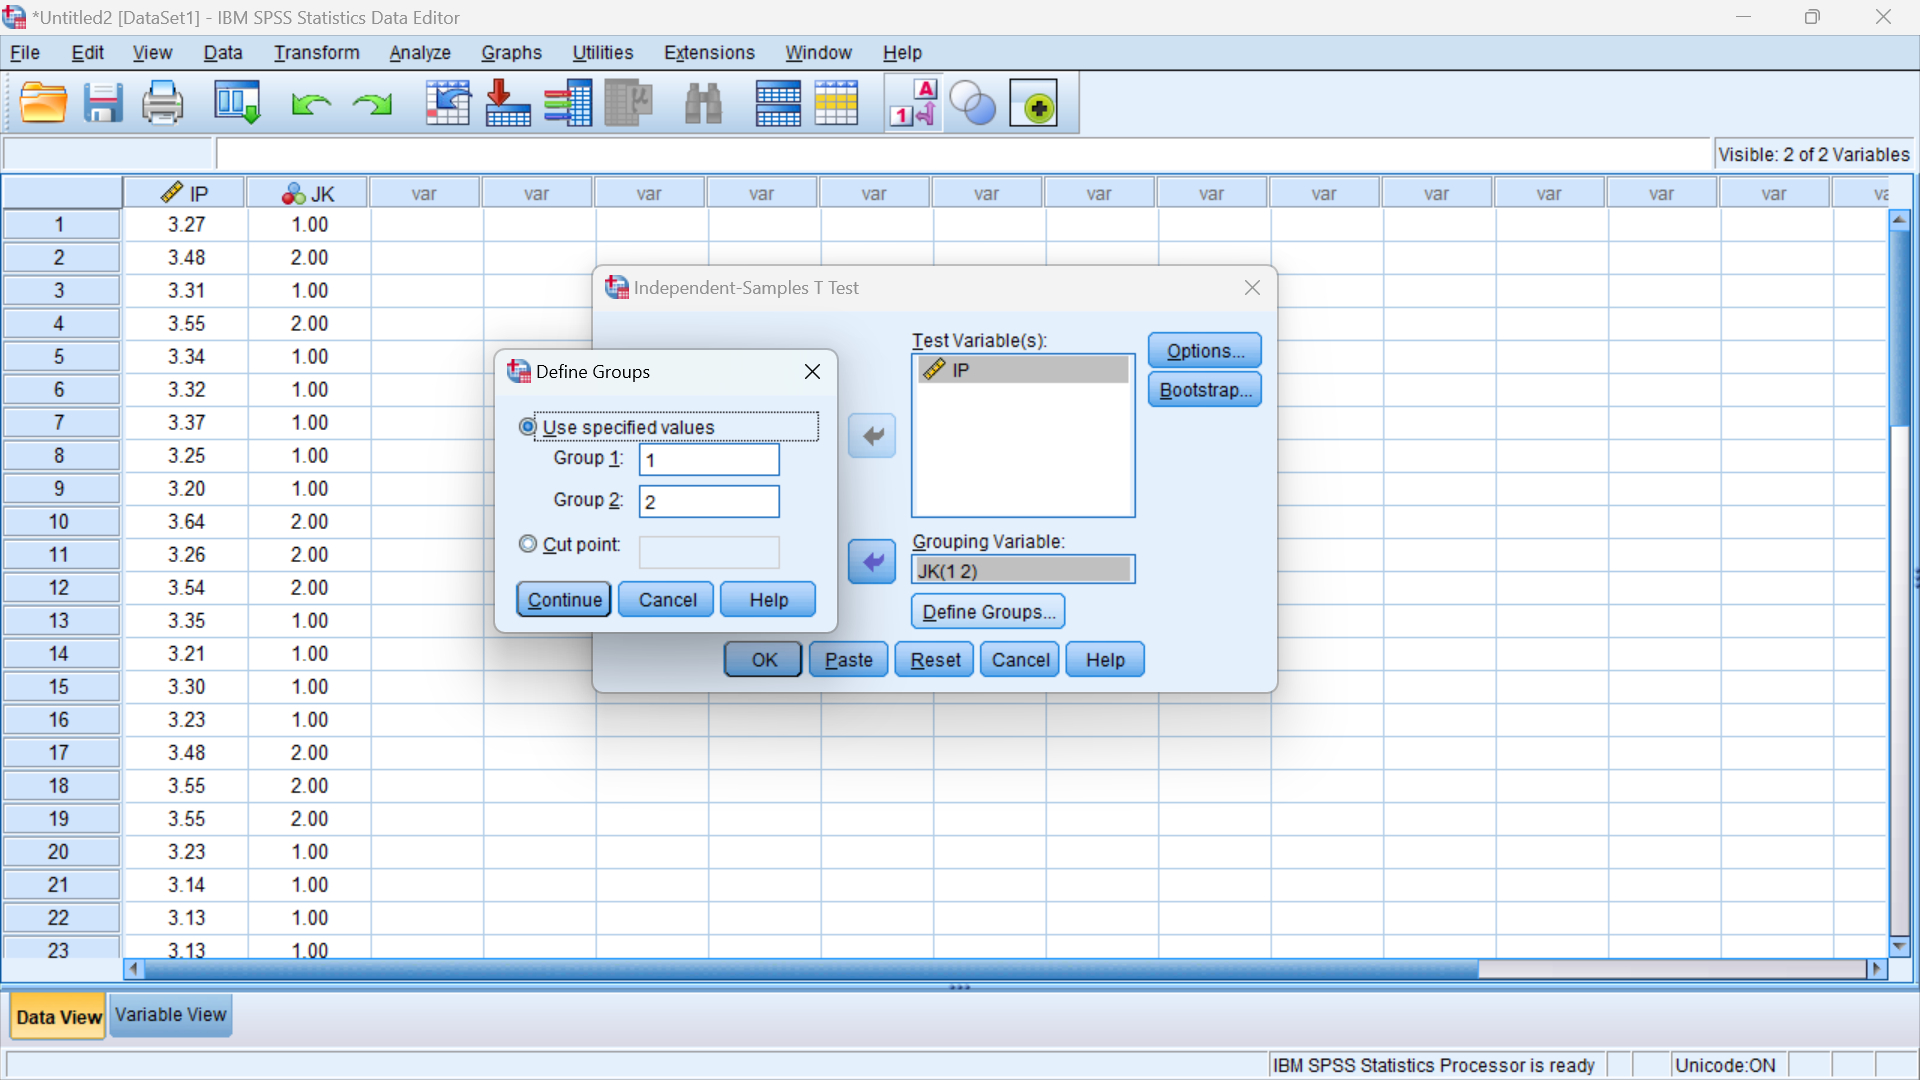 *Untitled2 [DataSet1] - IBM SPSS Statistics Data Editor
File Edit View Data Transform Analyze Graphs Utilities Extensions Window Help
A
1
μ
Visible: 2 of 2 Variables
IP JK var var var var var var var var var var var var var
1 3.27 1.00
2 3.48 2.00
3 3.31 1.00
4 3.55 2.00
5 3.34 1.00
6 3.32 1.00
7 3.37 1.00
8 3.25 1.00
9 3.20 1.00
10 3.64 2.00
11 3.26 2.00
12 3.54 2.00
13 3.35 1.00
14 3.21 1.00
15 3.30 1.00
16 3.23 1.00
17 3.48 2.00
18 3.55 2.00
19 3.55 2.00
20 3.23 1.00
21 3.14 1.00
22 3.13 1.00
23 3.13 1.00
Independent-Samples T Test
Test Variable(s):
IP
Options...
Bootstrap...
Grouping Variable:
JK(1 2)
Define Groups...
OK Paste Reset Cancel Help
Define Groups
Use specified values
Group 1: 1
Group 2: 2
Cut point:
Continue Cancel Help
Data View Variable View
IBM SPSS Statistics Processor is ready Unicode:ON